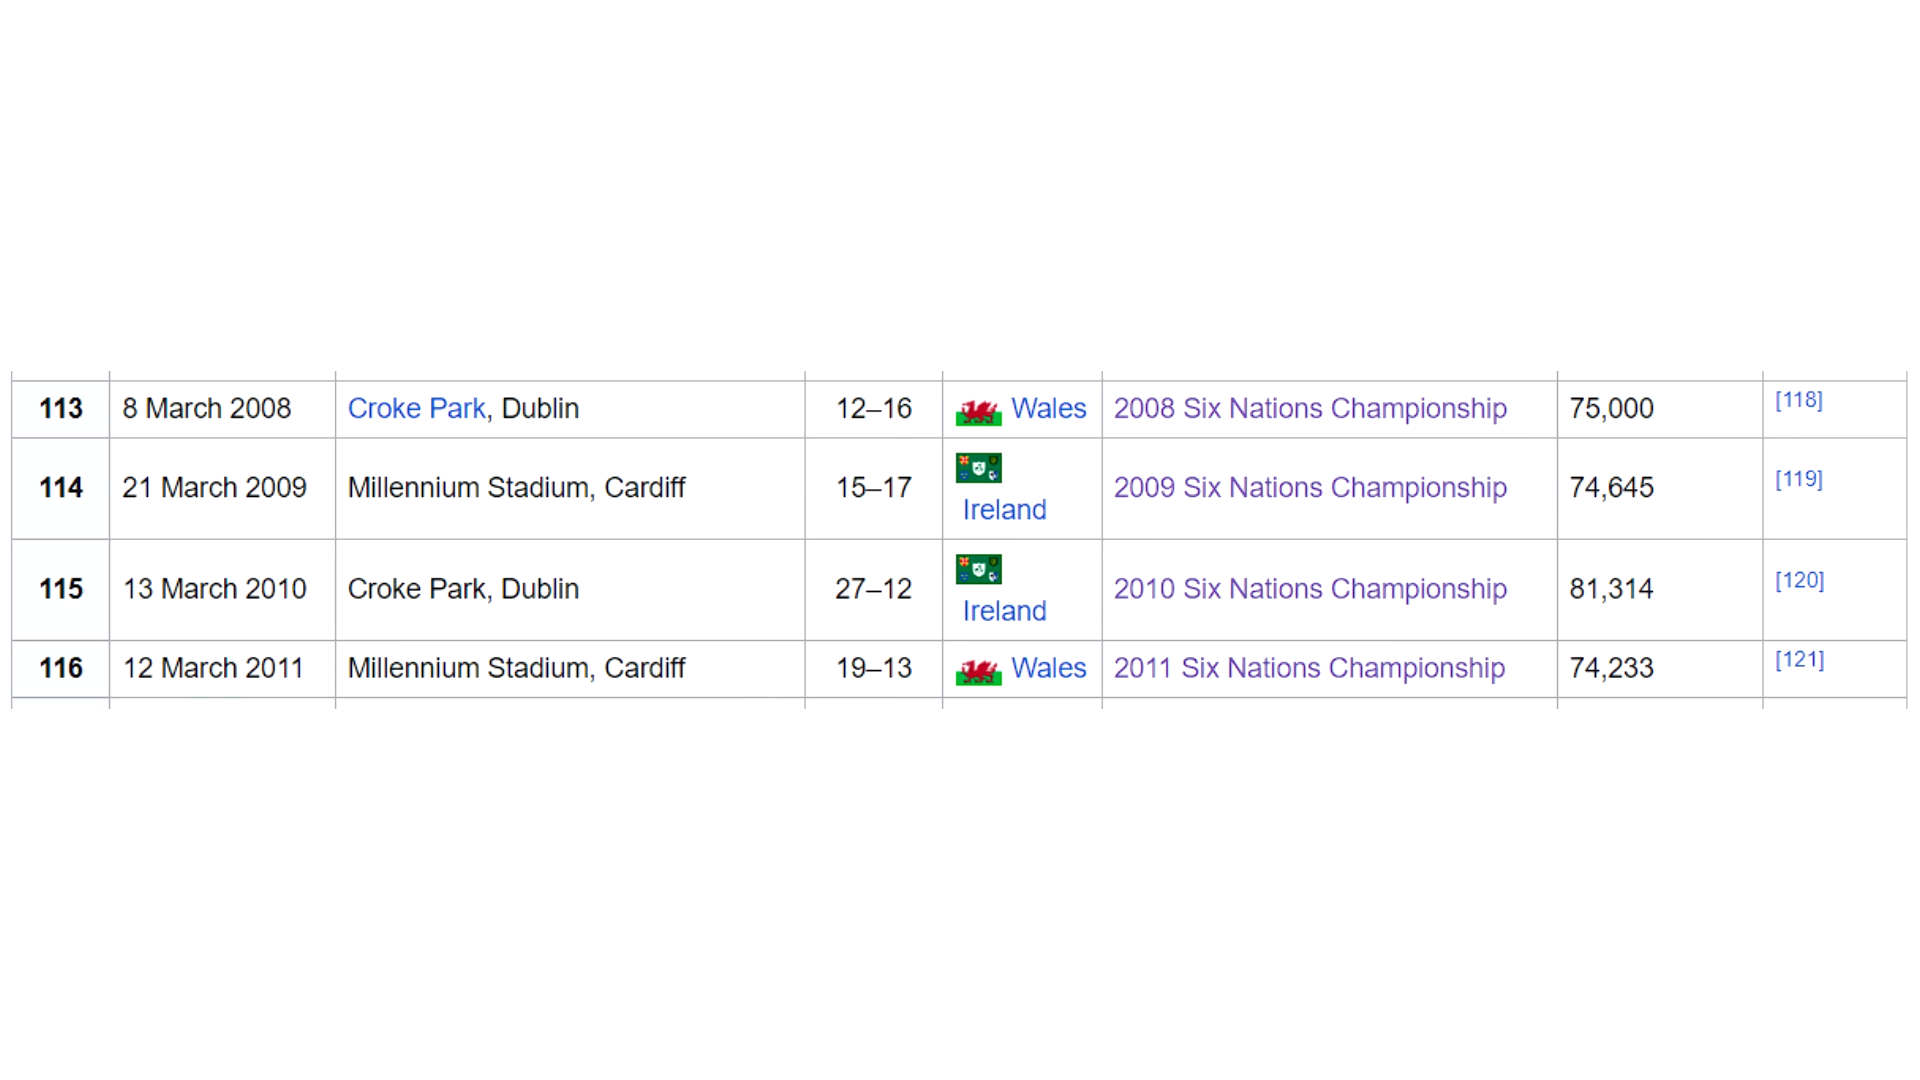 113 8 March 2008 Croke Park, Dublin 12–16 Wales 2008 Six Nations Championship 75,000 [118]
114 21 March 2009 Millennium Stadium, Cardiff 15–17 Ireland 2009 Six Nations Championship 74,645 [119]
115 13 March 2010 Croke Park, Dublin 27–12 Ireland 2010 Six Nations Championship 81,314 [120]
116 12 March 2011 Millennium Stadium, Cardiff 19–13 Wales 2011 Six Nations Championship 74,233 [121]